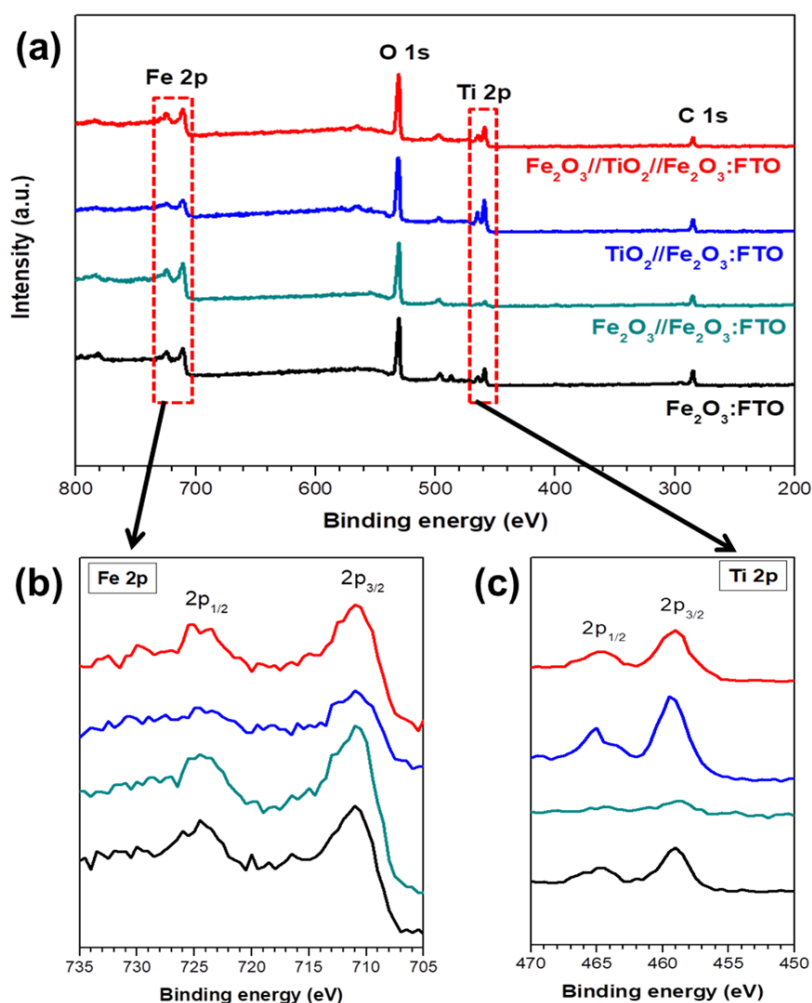 (a)
Fe 2p
O 1s
Ti 2p
C 1s
Fe₂O₃//TiO₂//Fe₂O₃:FTO
TiO₂//Fe₂O₃:FTO
Fe₂O₃//Fe₂O₃:FTO
Fe₂O₃:FTO
Intensity (a.u.)
800 700 600 500 400 300 200
Binding energy (eV)
(b)
Fe 2p
2p₁/₂
2p₃/₂
735 730 725 720 715 710 705
Binding energy (eV)
(c)
Ti 2p
2p₁/₂
2p₃/₂
470 465 460 455 450
Binding energy (eV)